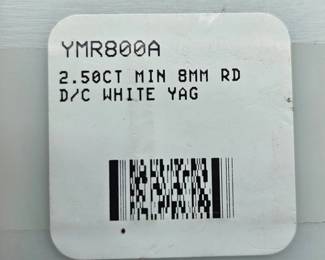 YMR800A
2.50CT MIN 8MM RD
D/C WHITE YAG